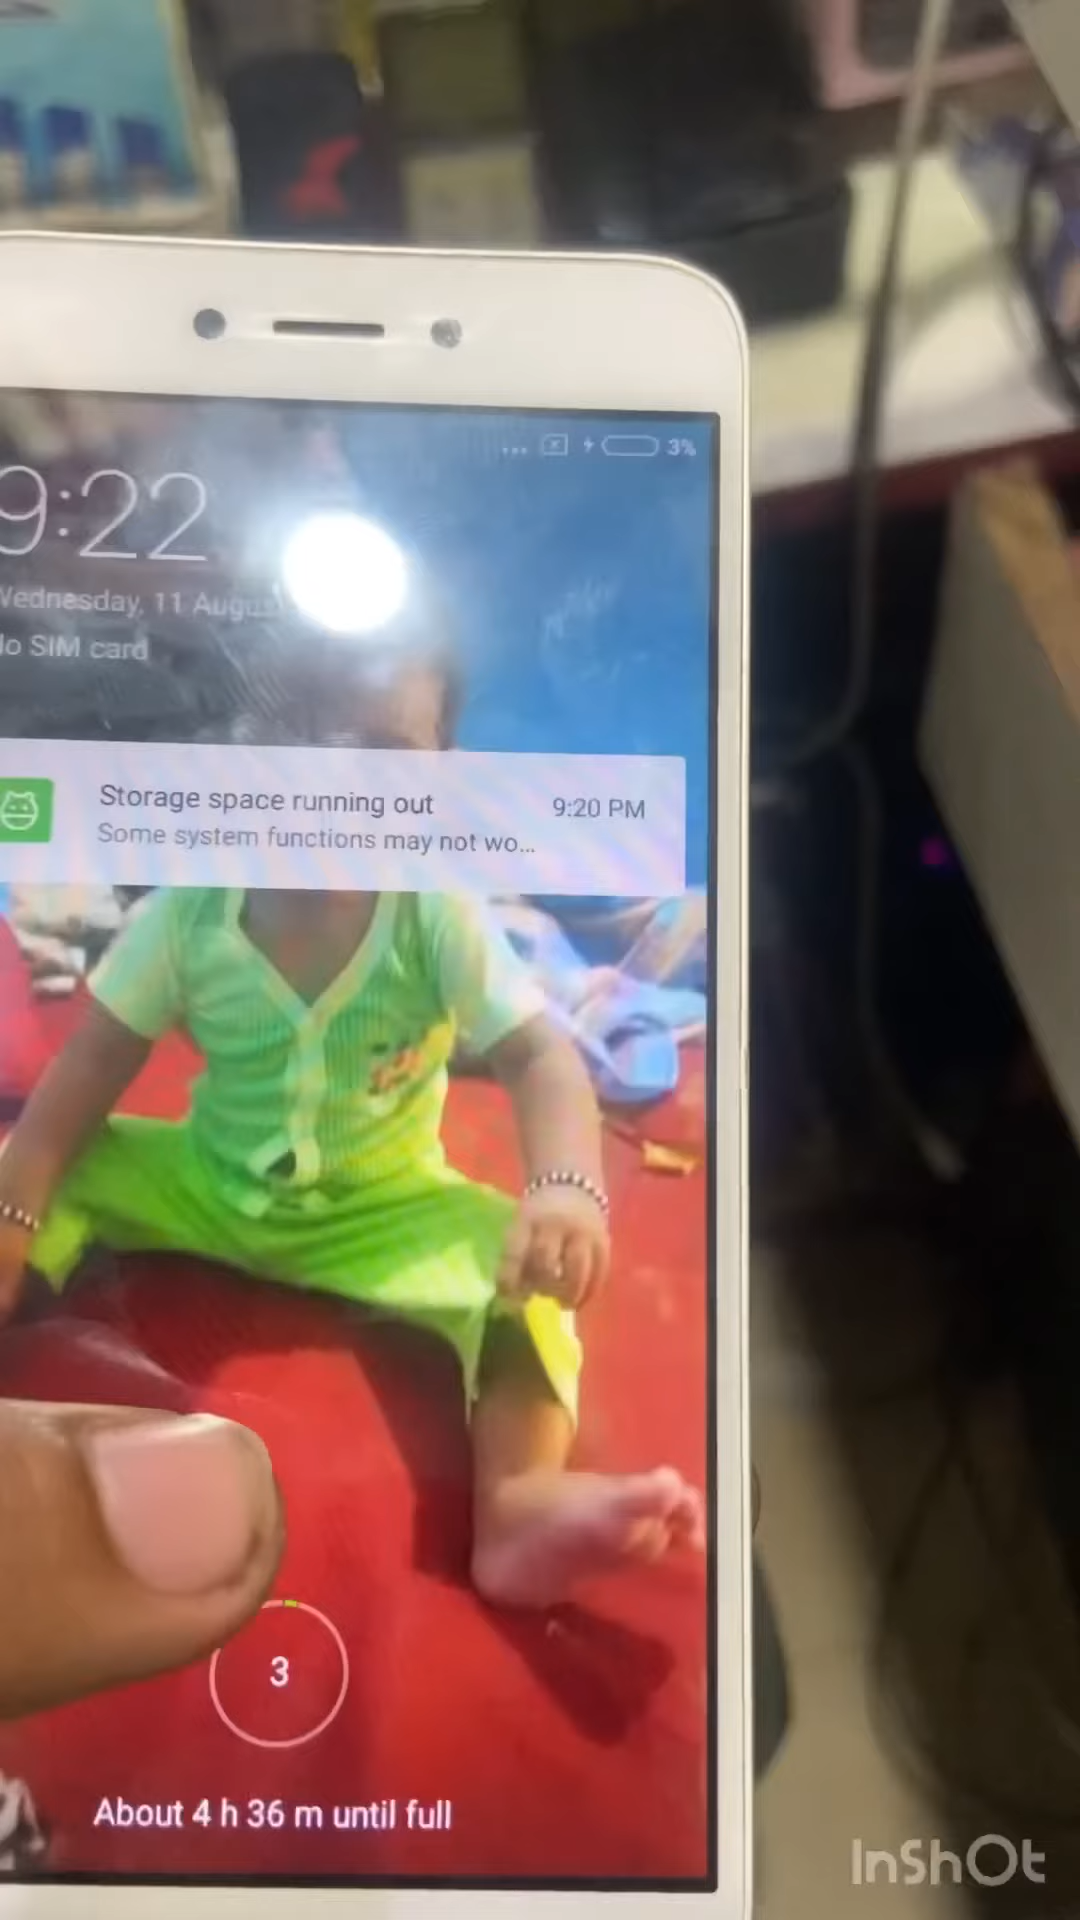 3%
9:22
Wednesday, 11 August
No SIM card
Storage space running out
9:20 PM
Some system functions may not wo...
3
About 4 h 36 m until full
InShOt